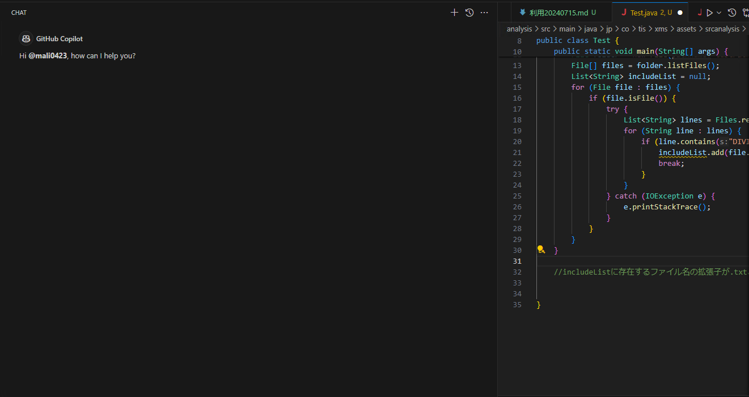 CHAT
GitHub Copilot
Hi @mali0423, how can I help you?
利用20240715.md U
Test.java 2, U
analysis > src > main > java > jp > co > tis > xms > assets > srcanalysis >
8 public class Test {
10 public static void main(String[] args) {
13 File[] files = folder.listFiles();
14 List<String> includeList = null;
15 for (File file : files) {
16 if (file.isFile()) {
17 try {
18 List<String> lines = Files.re
19 for (String line : lines) {
20 if (line.contains(s:"DIV
21 includeList.add(file.
22 break;
23 }
24 }
25 } catch (IOException e) {
26 e.printStackTrace();
27 }
28 }
29 }
30 }
31
32 //includeListに存在するファイル名の拡張子が.txt
33
34
35 }